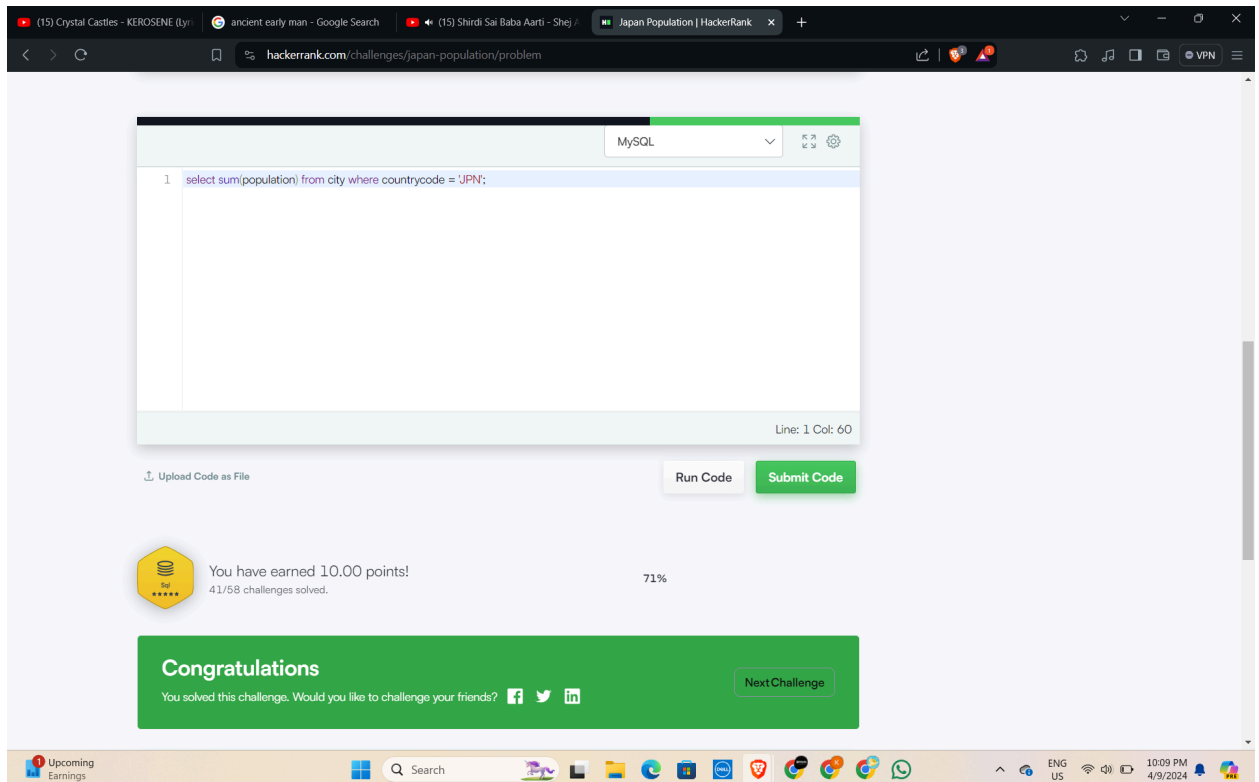 (15) Crystal Castles - KEROSENE (Lyri
ancient early man - Google Search
(15) Shirdi Sai Baba Aarti - Shej A
Japan Population | HackerRank
hackerrank.com/challenges/japan-population/problem
VPN
MySQL
1 select sum(population) from city where countrycode = 'JPN';
Line: 1 Col: 60
Upload Code as File
Run Code
Submit Code
Sql
You have earned 10.00 points!
41/58 challenges solved.
71%
Congratulations
You solved this challenge. Would you like to challenge your friends?
Next Challenge
1
Upcoming
Earnings
Search
DELL
ENG
US
10:09 PM
4/9/2024
PRE